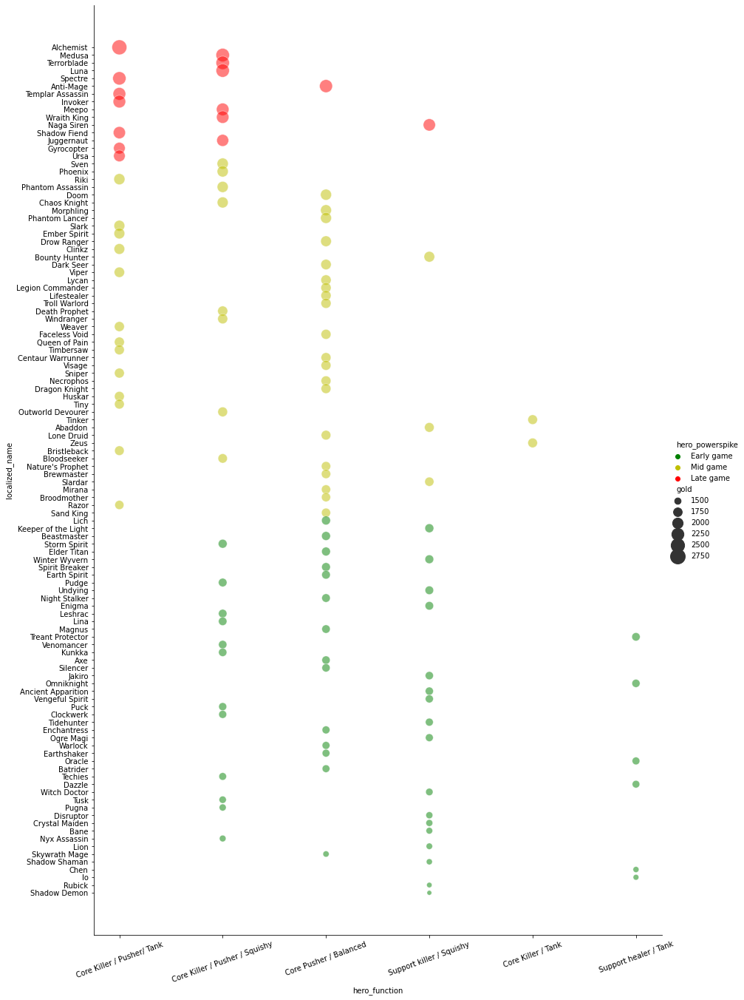 Alchemist
Medusa
Terrorblade
Luna
Spectre
Anti-Mage
Templar Assassin
Invoker
Meepo
Wraith King
Naga Siren
Shadow Fiend
Juggernaut
Gyrocopter
Ursa
Sven
Phoenix
Riki
Phantom Assassin
Doom
Chaos Knight
Morphling
Phantom Lancer
Slark
Ember Spirit
Drow Ranger
Clinkz
Bounty Hunter
Dark Seer
Viper
Lycan
Legion Commander
Lifestealer
Troll Warlord
Death Prophet
Windranger
Weaver
Faceless Void
Queen of Pain
Timbersaw
Centaur Warrunner
Visage
Sniper
Necrophos
Dragon Knight
Huskar
Tiny
Outworld Devourer
Tinker
Abaddon
Lone Druid
Zeus
Bristleback
Bloodseeker
Nature's Prophet
Brewmaster
Slardar
Mirana
Broodmother
Razor
Sand King
Lich
Keeper of the Light
Beastmaster
Storm Spirit
Elder Titan
Winter Wyvern
Spirit Breaker
Earth Spirit
Pudge
Undying
Night Stalker
Enigma
Leshrac
Lina
Magnus
Treant Protector
Venomancer
Kunkka
Axe
Silencer
Jakiro
Omniknight
Ancient Apparition
Vengeful Spirit
Puck
Clockwerk
Tidehunter
Enchantress
Ogre Magi
Warlock
Earthshaker
Oracle
Batrider
Techies
Dazzle
Witch Doctor
Tusk
Pugna
Disruptor
Crystal Maiden
Bane
Nyx Assassin
Lion
Skywrath Mage
Shadow Shaman
Chen
Io
Rubick
Shadow Demon
localized_name
Core Killer / Pusher/ Tank
Core Killer / Pusher / Squishy
Core Pusher / Balanced
Support killer / Squishy
Core Killer / Tank
Support healer / Tank
hero_function
hero_powerspike
Early game
Mid game
Late game
gold
1500
1750
2000
2250
2500
2750